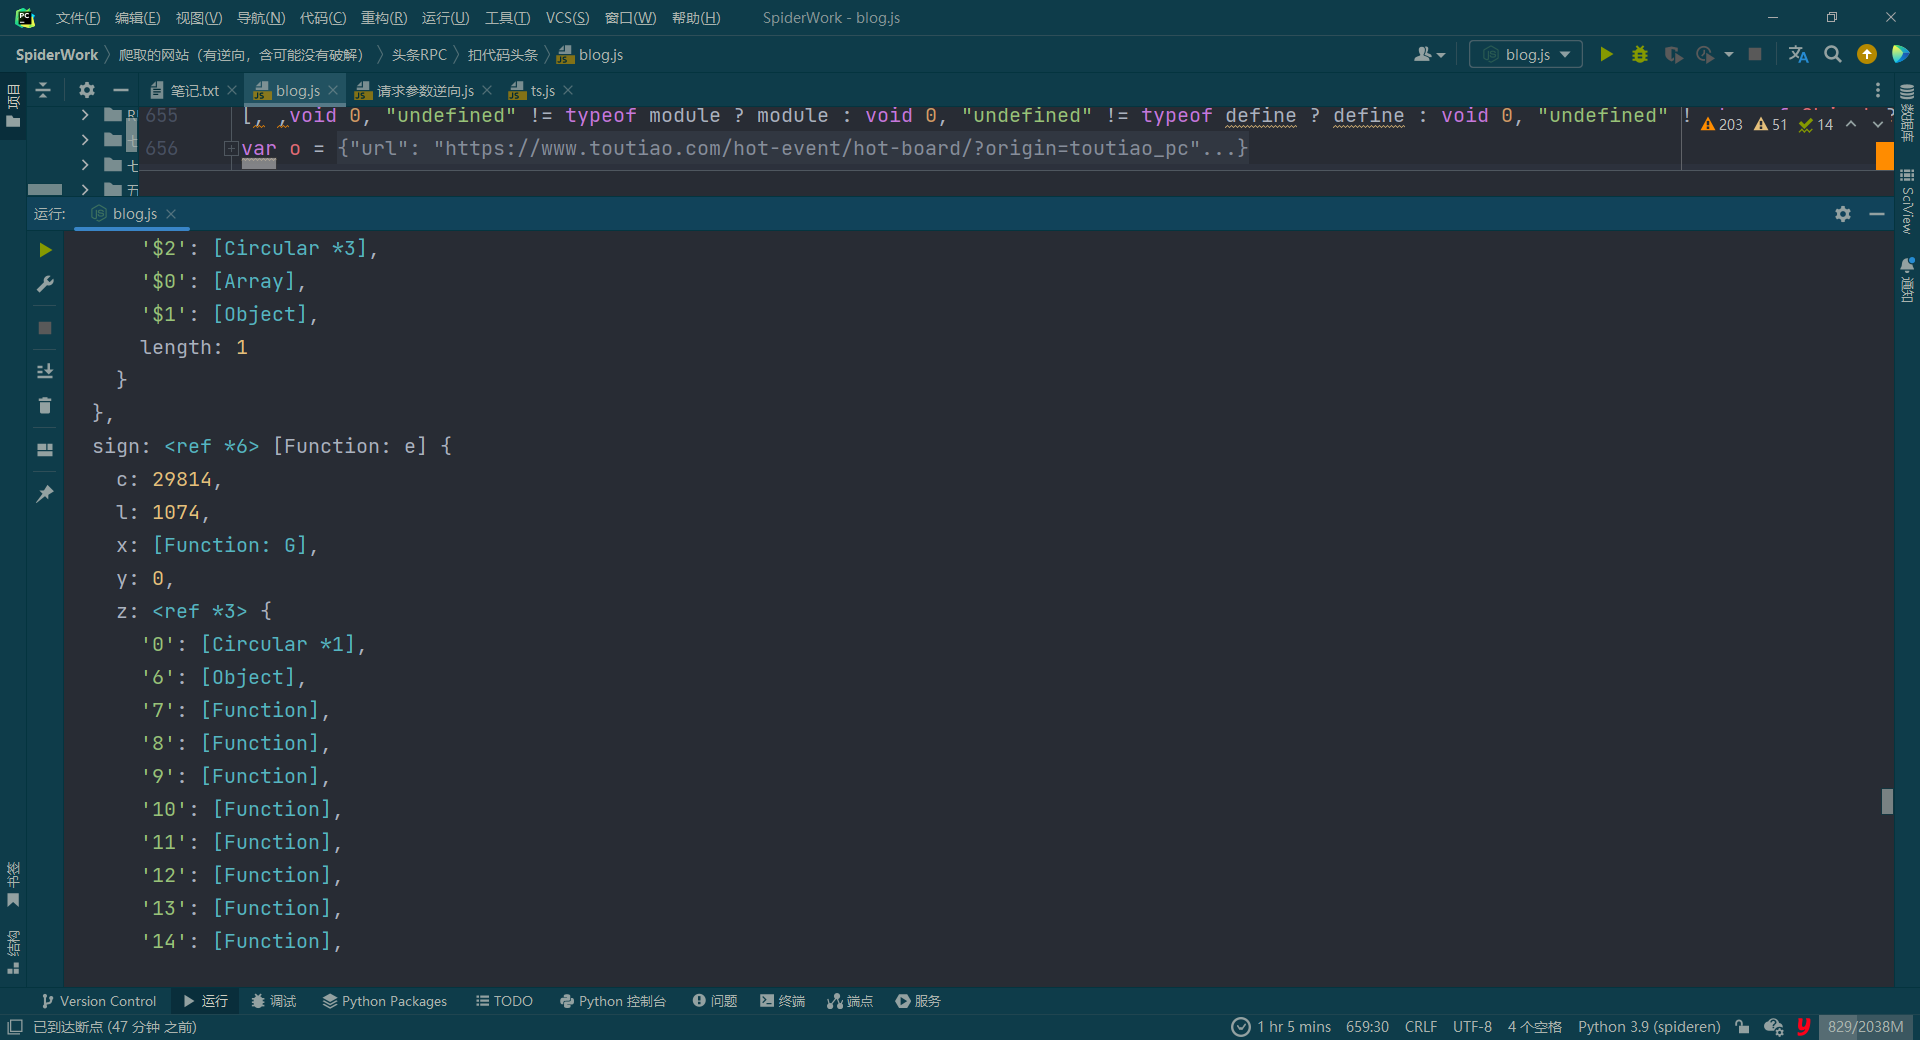 文件(F) 编辑(E) 视图(V) 导航(N) 代码(C) 重构(R) 运行(U) 工具(T) VCS(S) 窗口(W) 帮助(H) SpiderWork - blog.js
SpiderWork 爬取的网站（有逆向，含可能没有破解） 头条RPC 扣代码头条 blog.js
blog.js
项目
笔记.txt blog.js 请求参数逆向.js ts.js
655 [, ,void 0, "undefined" != typeof module ? module : void 0, "undefined" != typeof define ? define : void 0, "undefined" !
203 51 14
656 var o = {"url": "https://www.toutiao.com/hot-event/hot-board/?origin=toutiao_pc"...}
七
七
五
数据库
SciView
通知
运行: blog.js
'$2': [Circular *3],
'$0': [Array],
'$1': [Object],
length: 1
}
},
sign: <ref *6> [Function: e] {
c: 29814,
l: 1074,
x: [Function: G],
y: 0,
z: <ref *3> {
'0': [Circular *1],
'6': [Object],
'7': [Function],
'8': [Function],
'9': [Function],
'10': [Function],
'11': [Function],
'12': [Function],
'13': [Function],
'14': [Function],
书签
结构
Version Control 运行 调试 Python Packages TODO Python 控制台 问题 终端 端点 服务
已到达断点 (47 分钟 之前) 1 hr 5 mins 659:30 CRLF UTF-8 4 个空格 Python 3.9 (spideren) y 829/2038M